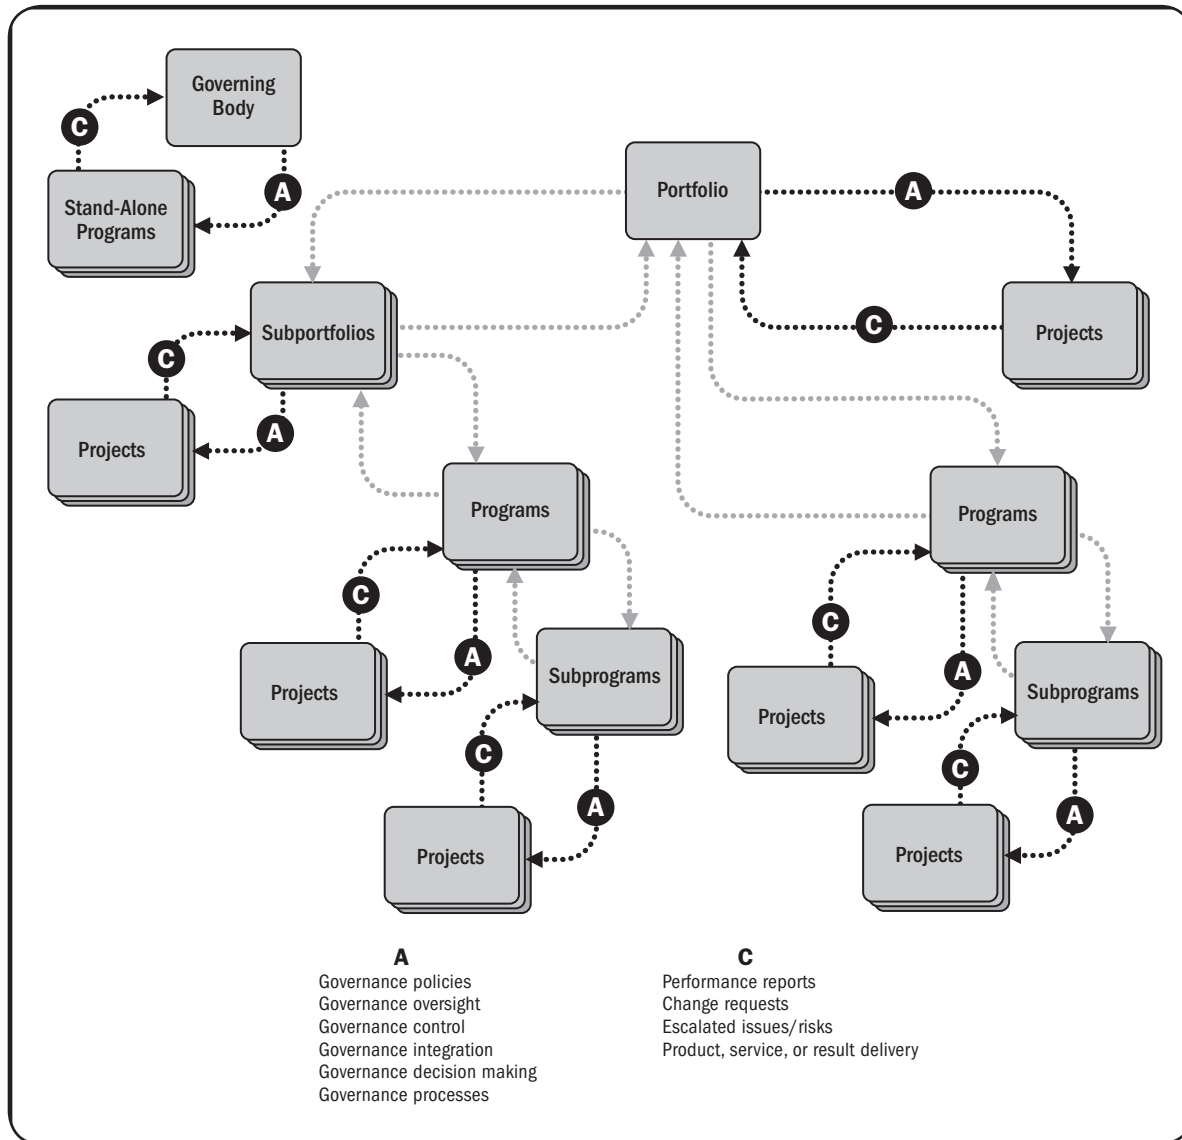 Governing
Body
C
A
Stand-Alone
Programs
Portfolio
A
C
Projects
Subportfolios
C
A
Projects
Programs
C
A
Projects
Subprograms
C
A
Projects
Programs
C
A
Projects
Subprograms
C
A
Projects
A
Governance policies
Governance oversight
Governance control
Governance integration
Governance decision making
Governance processes
C
Performance reports
Change requests
Escalated issues/risks
Product, service, or result delivery